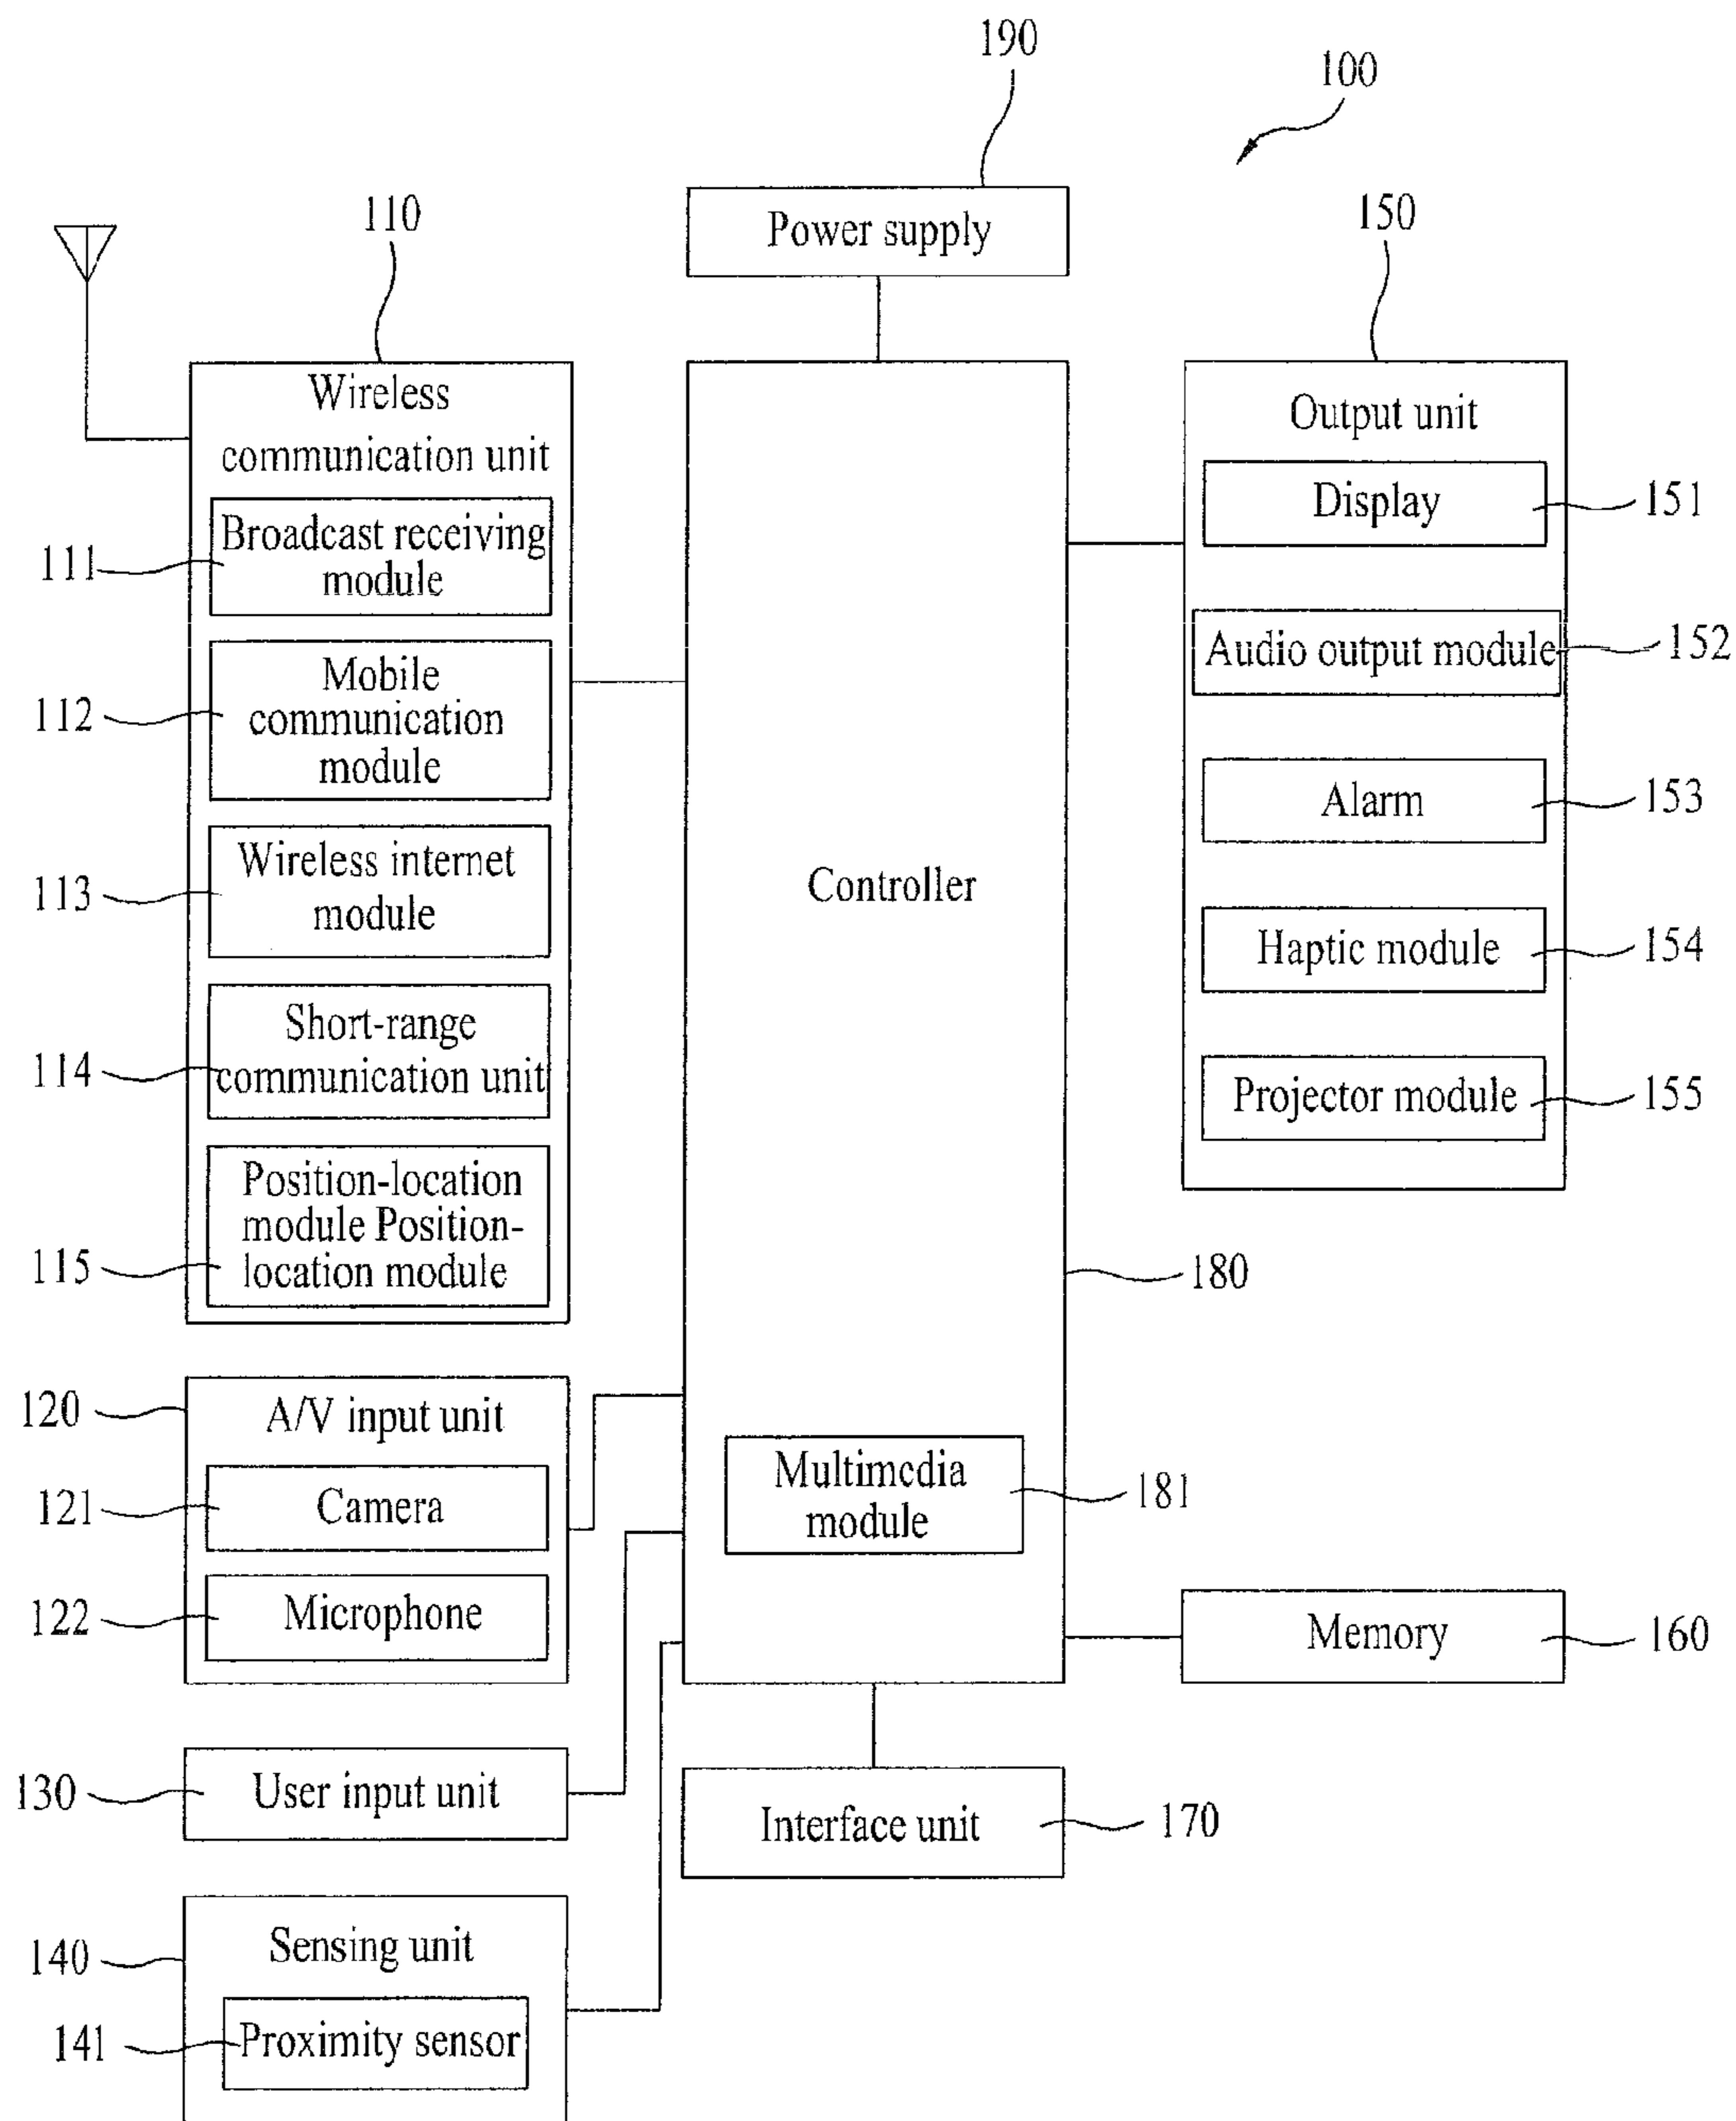 190
100
Power supply
110
150
Wireless
communication unit
Output unit
Display
151
Broadcast receiving
module
111
Audio output module
152
Mobile
communication
module
112
Alarm
153
Wireless internet
module
113
Controller
Haptic module
154
Short-range
communication unit
114
Projector module
155
Position-location
module Position-
location module
115
180
A/V input unit
120
Camera
121
Multimedia
module
181
Microphone
122
Memory
160
User input unit
130
Interface unit
170
Sensing unit
140
Proximity sensor
141